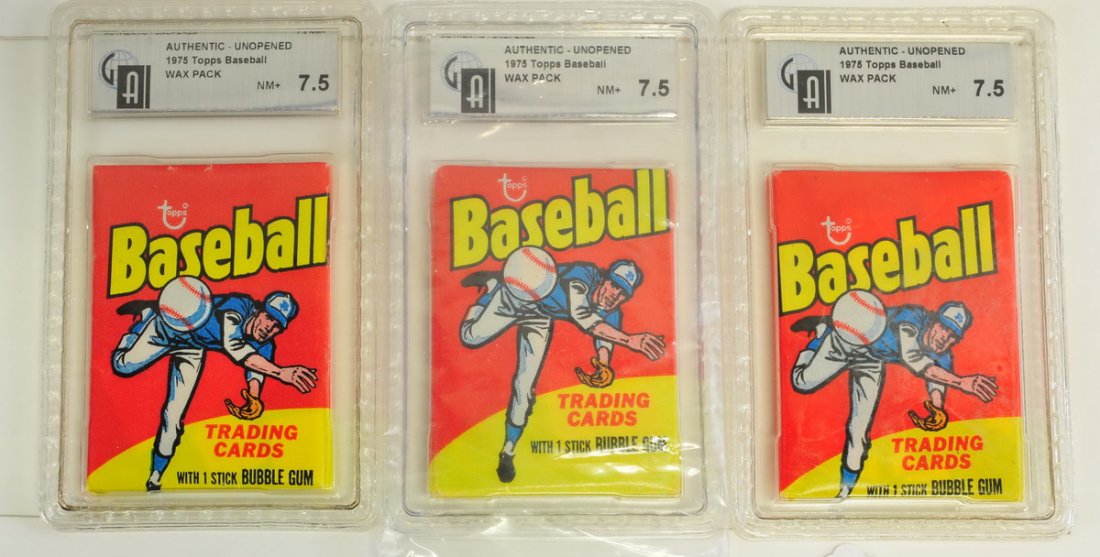 AUTHENTIC - UNOPENED
1975 Topps Baseball
WAX PACK
NM+ 7.5
GAI
topps
Baseball
TRADING
CARDS
WITH 1 STICK BUBBLE GUM
AUTHENTIC - UNOPENED
1975 Topps Baseball
WAX PACK
NM+ 7.5
GAI
topps
Baseball
TRADING
CARDS
WITH 1 STICK BUBBLE GUM
AUTHENTIC - UNOPENED
1975 Topps Baseball
WAX PACK
NM+ 7.5
GAI
topps
Baseball
TRADING
CARDS
WITH 1 STICK BUBBLE GUM